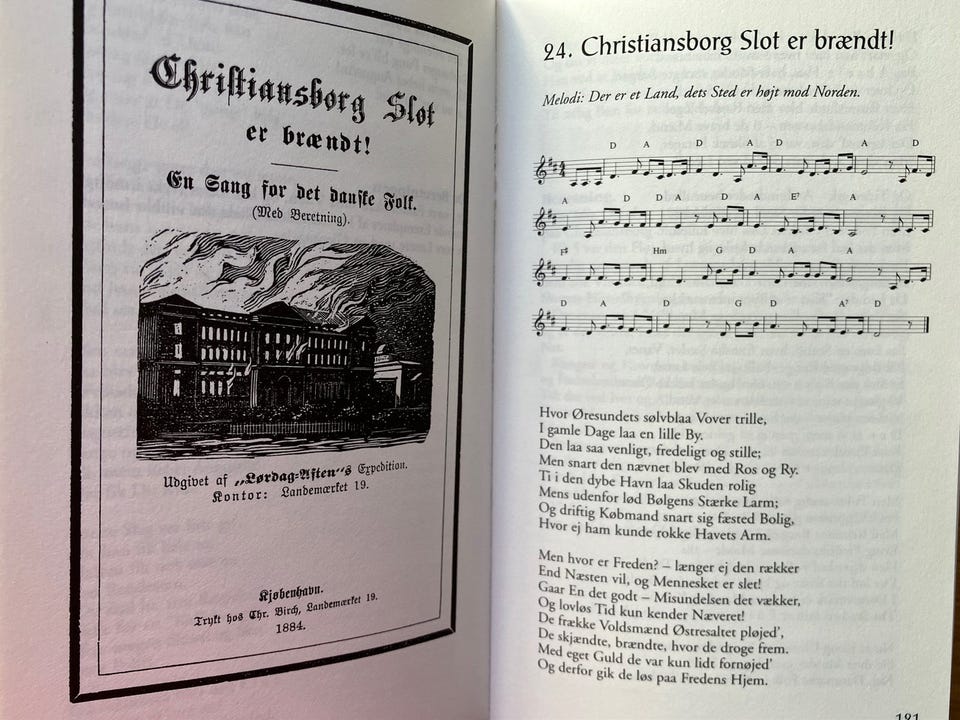 Christiansborg Slot
er brændt!
En Sang for det danske Folk.
(Med Beretning).
Udgivet af „Lørdag=Aften“s Expedition.
Kontor: Landemærket 19.
Kjøbenhavn.
Trykt hos Chr. Birch, Landemærket 19.
1884.
24. Christiansborg Slot er brændt!
Melodi: Der er et Land, dets Sted er højt mod Norden.
D A D A D A D
A D D A D A E⁷ A
F# Hm G D A A
D A D G D A⁷ D
Hvor Øresundets sølvblaa Vover trille,
I gamle Dage laa en lille By.
Den laa saa venligt, fredeligt og stille;
Men snart den nævnet blev med Ros og Ry.
Ti i den dybe Havn laa Skuden rolig
Mens udenfor lød Bølgens Stærke Larm;
Og driftig Købmand snart sig fæsted Bolig,
Hvor ej ham kunde rokke Havets Arm.
Men hvor er Freden? – længer ej den rækker
End Næsten vil, og Mennesket er slet!
Gaar En det godt – Misundelsen det vækker,
Og lovløs Tid kun kender Næveret!
De frække Voldsmænd Østresaltet pløjed',
De skjændte, brændte, hvor de droge frem.
Med eget Guld de var kun lidt fornøjed'
Og derfor gik de løs paa Fredens Hjem.